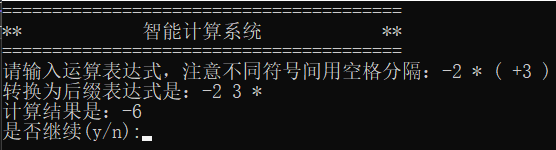 ========================================
**            智能计算系统            **
========================================
请输入运算表达式，注意不同符号间用空格分隔：-2 * ( +3 )
转换为后缀表达式是：-2 3 *
计算结果是：-6
是否继续(y/n):